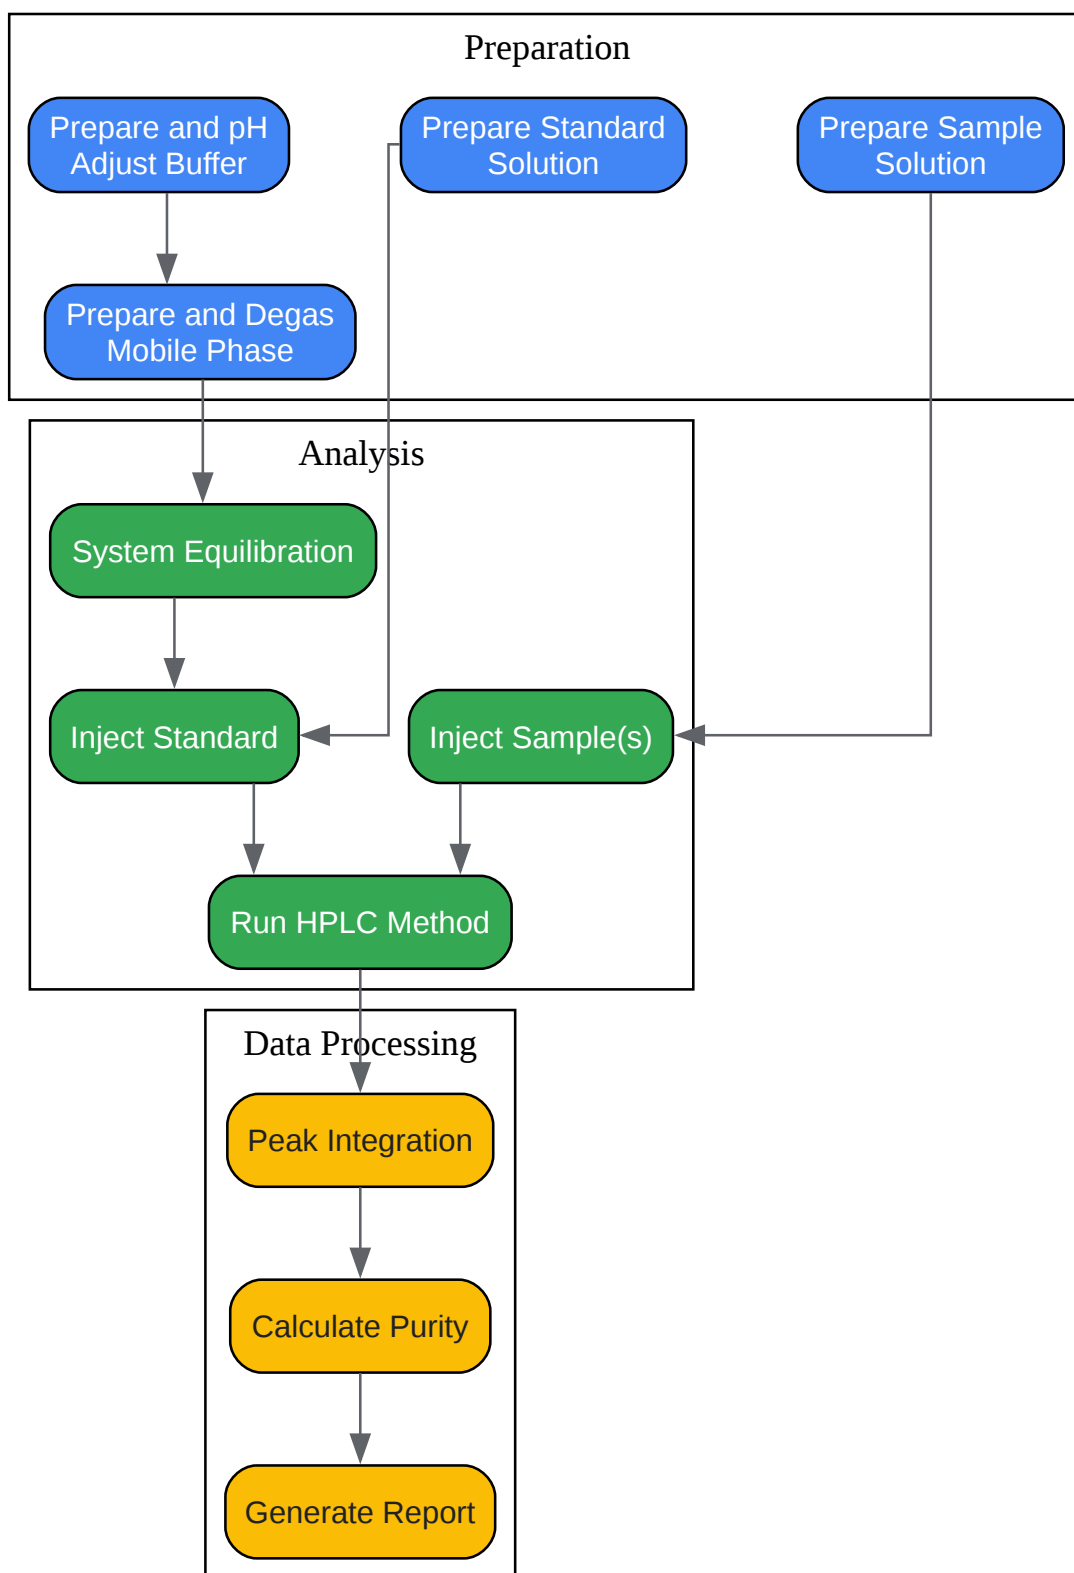 Preparation
Prepare and pH
Adjust Buffer
Prepare Standard
Solution
Prepare Sample
Solution
Prepare and Degas
Mobile Phase
Analysis
System Equilibration
Inject Standard
Inject Sample(s)
Run HPLC Method
Data Processing
Peak Integration
Calculate Purity
Generate Report